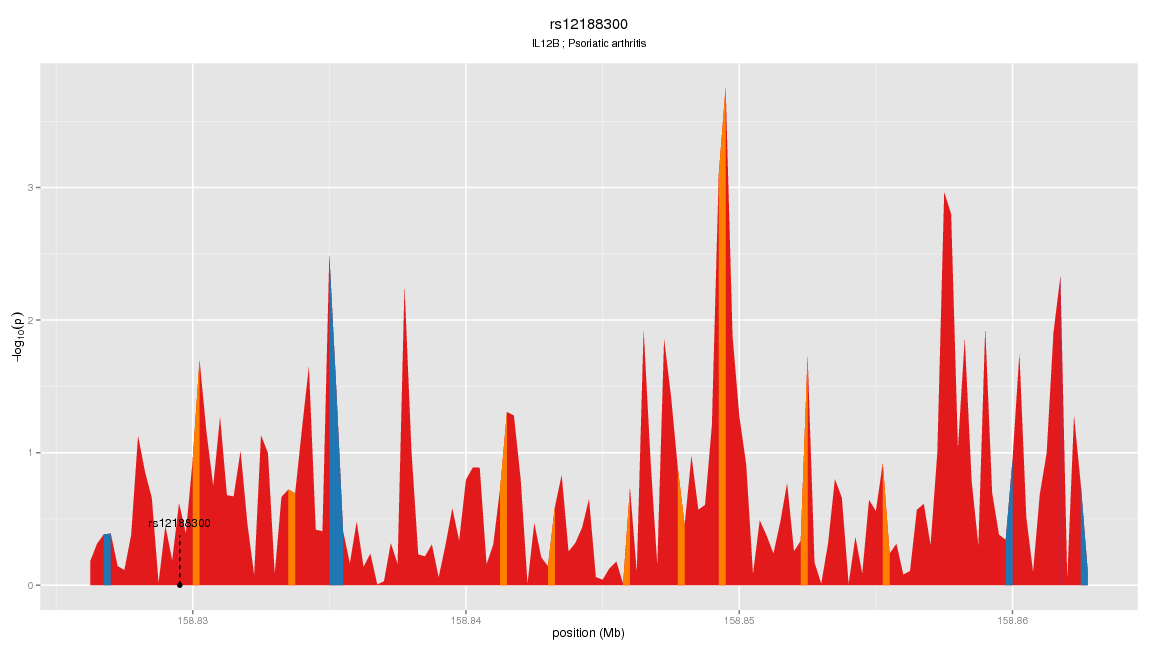 rs12188300
IL12B ; Psoriatic arthritis
−log10(p)
3
2
1
0
rs12188300
158.83 158.84 158.85 158.86
position (Mb)